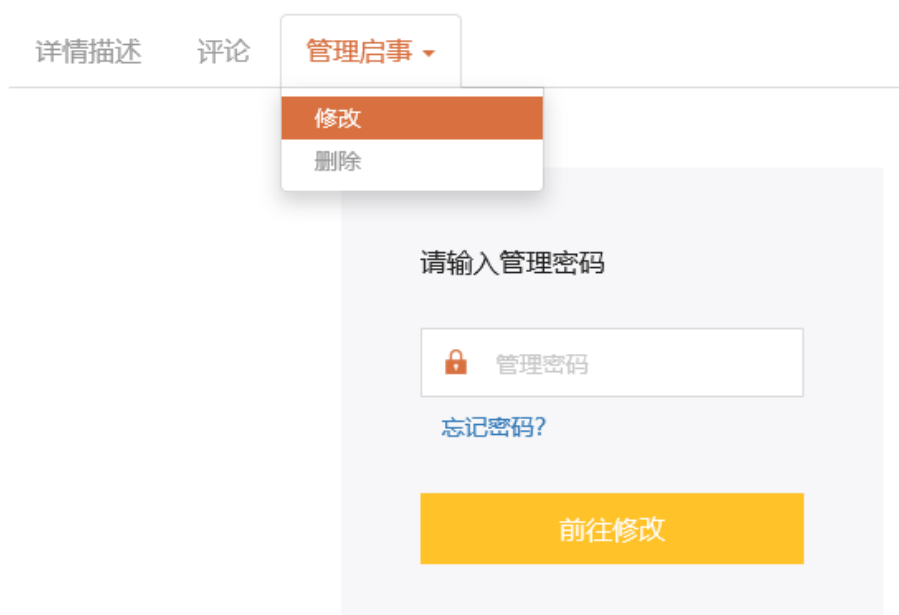 详情描述 评论 管理启事
修改
删除
请输入管理密码
管理密码
忘记密码?
前往修改